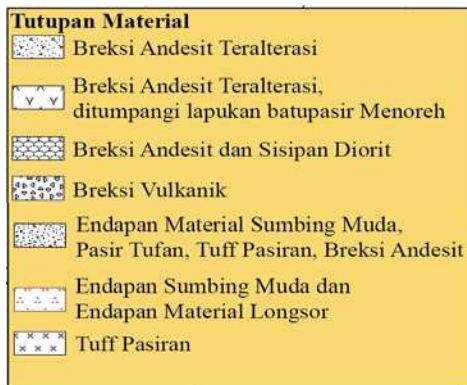 Tutupan Material
Breksi Andesit Teralterasi
Breksi Andesit Teralterasi,
ditumpangi lapukan batupasir Menoreh
Breksi Andesit dan Sisipan Diorit
Breksi Vulkanik
Endapan Material Sumbing Muda,
Pasir Tufan, Tuff Pasiran, Breksi Andesit
Endapan Sumbing Muda dan
Endapan Material Longsor
Tuff Pasiran